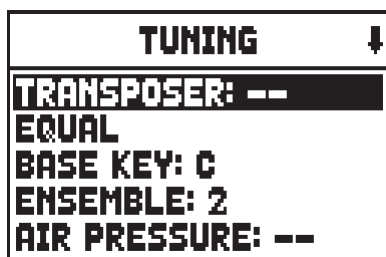 TUNING
TRANSPOSER: --
EQUAL
BASE KEY: C
ENSEMBLE: 2
AIR PRESSURE: --